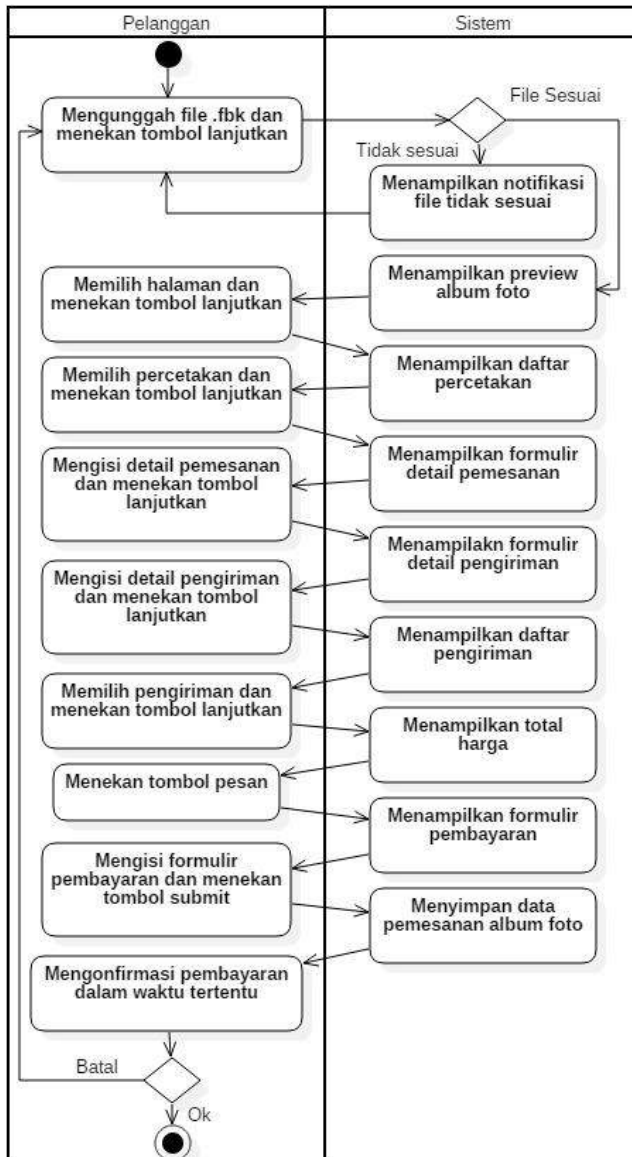 Pelanggan
Sistem
Mengunggah file .fbk dan
menekan tombol lanjutkan
File Sesuai
Tidak sesuai
Menampilkan notifikasi
file tidak sesuai
Menampilkan preview
album foto
Memilih halaman dan
menekan tombol lanjutkan
Menampilkan daftar
percetakan
Memilih percetakan dan
menekan tombol lanjutkan
Menampilkan formulir
detail pemesanan
Mengisi detail pemesanan
dan menekan tombol
lanjutkan
Menampilakn formulir
detail pengiriman
Mengisi detail pengiriman
dan menekan tombol
lanjutkan
Menampilkan daftar
pengiriman
Memilih pengiriman dan
menekan tombol lanjutkan
Menampilkan total
harga
Menekan tombol pesan
Menampilkan formulir
pembayaran
Mengisi formulir
pembayaran dan menekan
tombol submit
Menyimpan data
pemesanan album foto
Mengonfirmasi pembayaran
dalam waktu tertentu
Batal
Ok